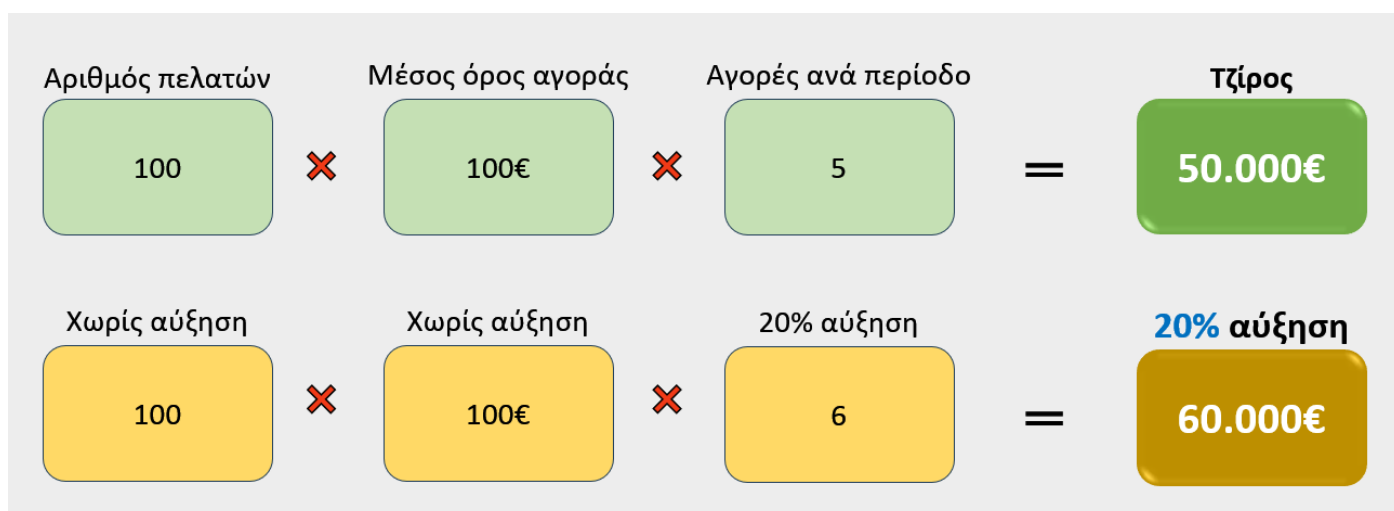 Αριθμός πελατών
Μέσος όρος αγοράς
Αγορές ανά περίοδο
Τζίρος
100
100€
5
=
50.000€
Χωρίς αύξηση
Χωρίς αύξηση
20% αύξηση
20% αύξηση
100
100€
6
=
60.000€